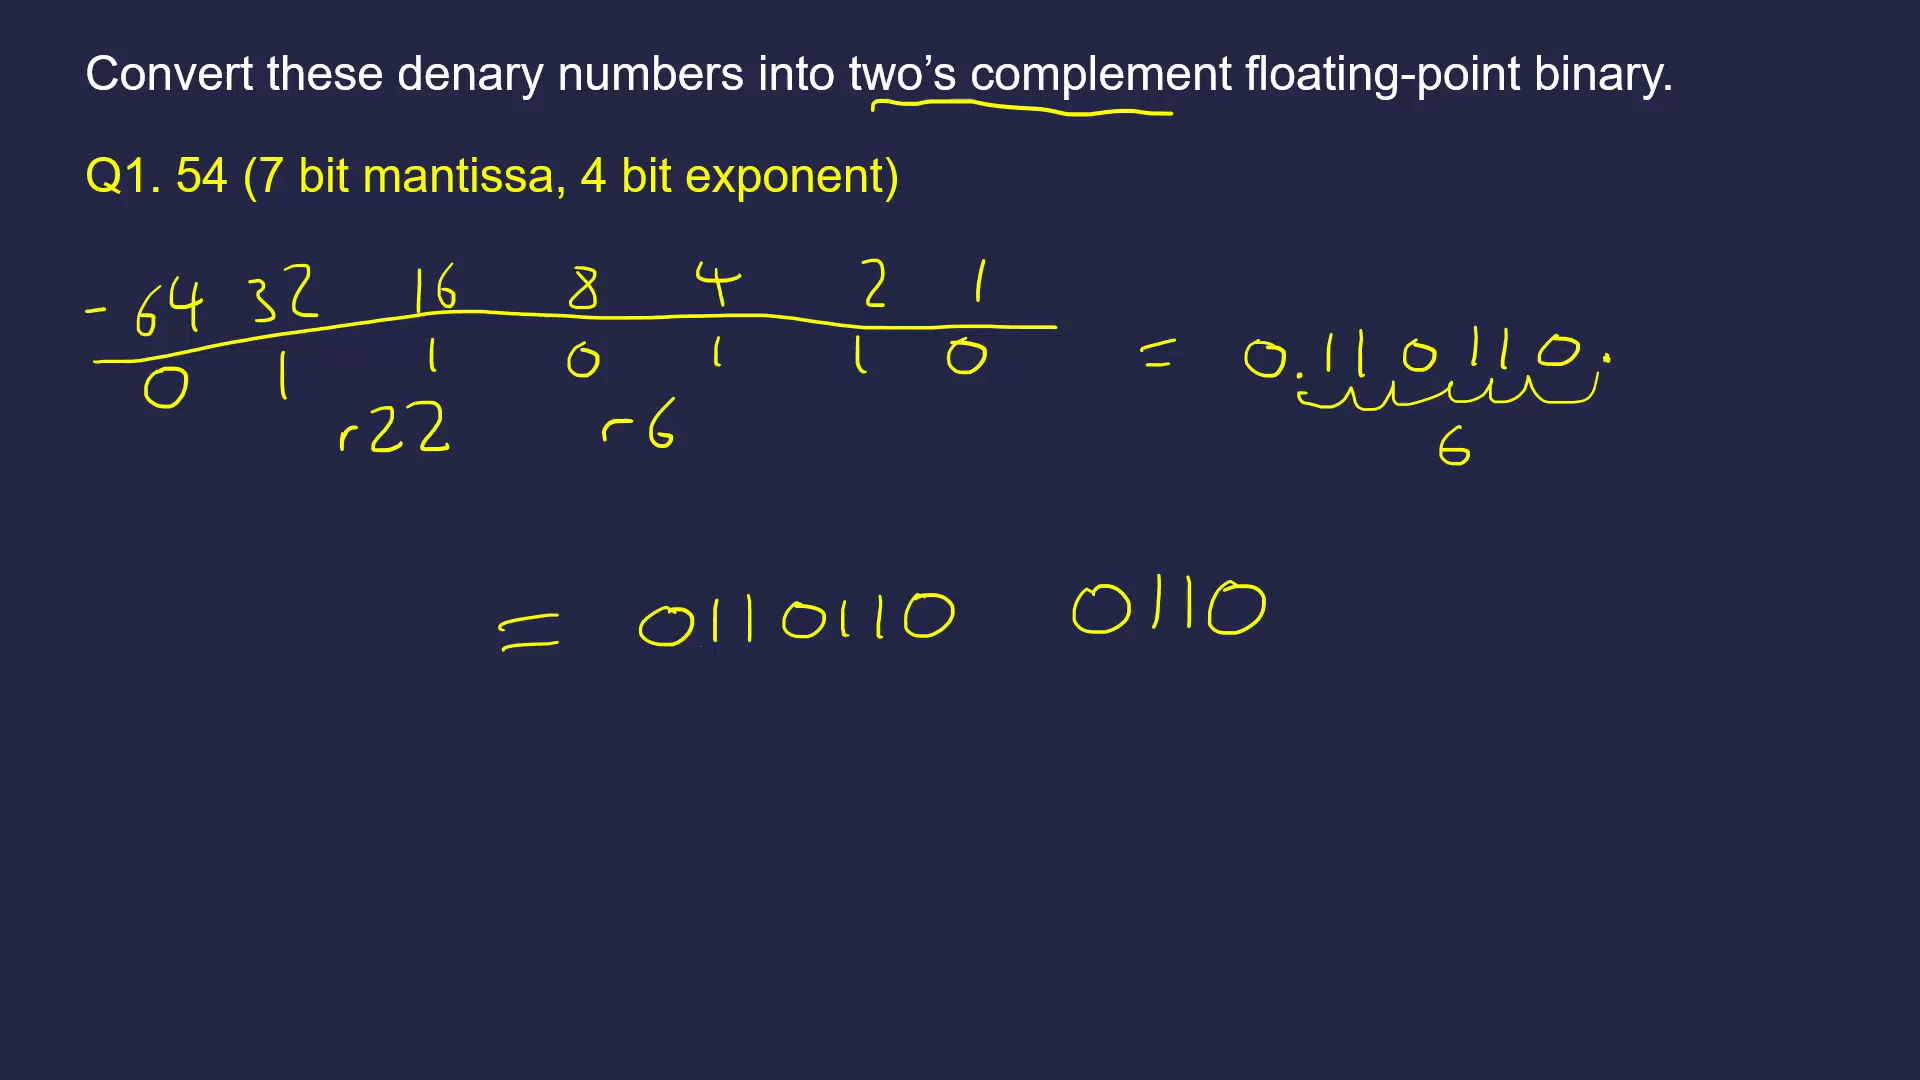 Convert these denary numbers into two’s complement floating-point binary.
Q1. 54 (7 bit mantissa, 4 bit exponent)
-64 32 16 8 4 2 1
0 1 1 0 1 1 0 = 0.110110.
r22 r6 6
= 0110110 0110